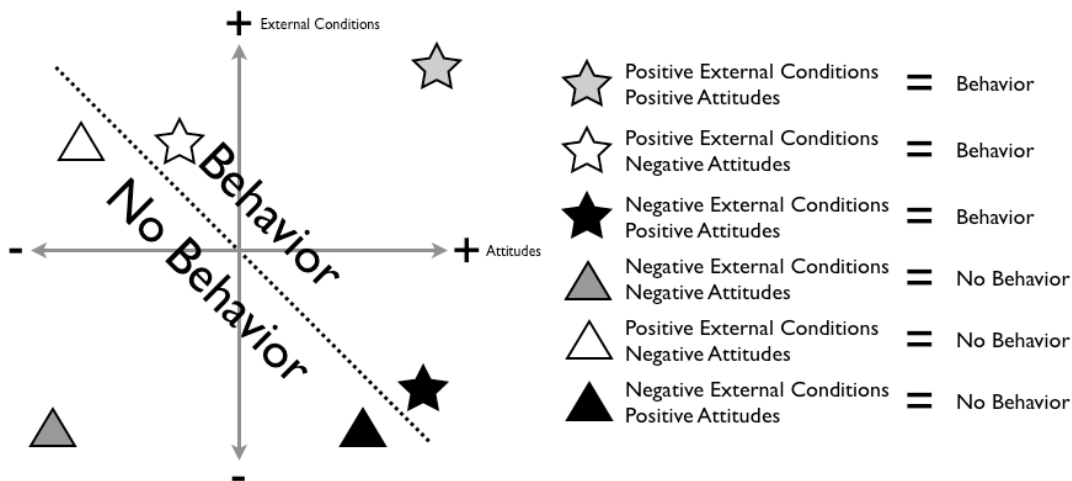 + External Conditions
Behavior
No Behavior
-
+ Attitudes
-
Positive External Conditions
Positive Attitudes
= Behavior
Positive External Conditions
Negative Attitudes
= Behavior
Negative External Conditions
Positive Attitudes
= Behavior
Negative External Conditions
Negative Attitudes
= No Behavior
Positive External Conditions
Negative Attitudes
= No Behavior
Negative External Conditions
Positive Attitudes
= No Behavior